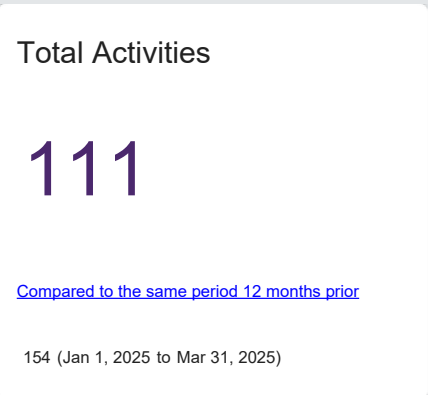 Total Activities
111
Compared to the same period 12 months prior
154 (Jan 1, 2025 to Mar 31, 2025)